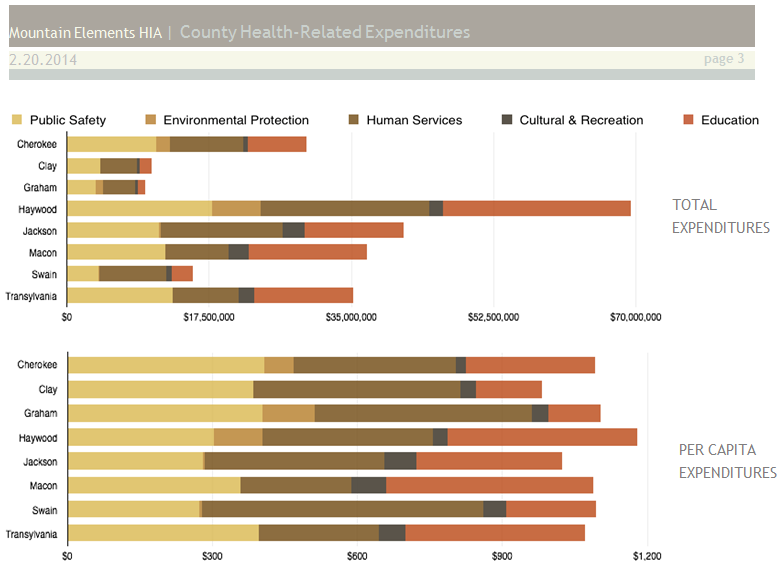 Mountain Elements HIA | County Health-Related Expenditures
2.20.2014 page 3
Public Safety Environmental Protection Human Services Cultural & Recreation Education
Cherokee
Clay
Graham
Haywood
Jackson
Macon
Swain
Transylvania
$0 $17,500,000 $35,000,000 $52,500,000 $70,000,000
TOTAL
EXPENDITURES
Cherokee
Clay
Graham
Haywood
Jackson
Macon
Swain
Transylvania
$0 $300 $600 $900 $1,200
PER CAPITA
EXPENDITURES